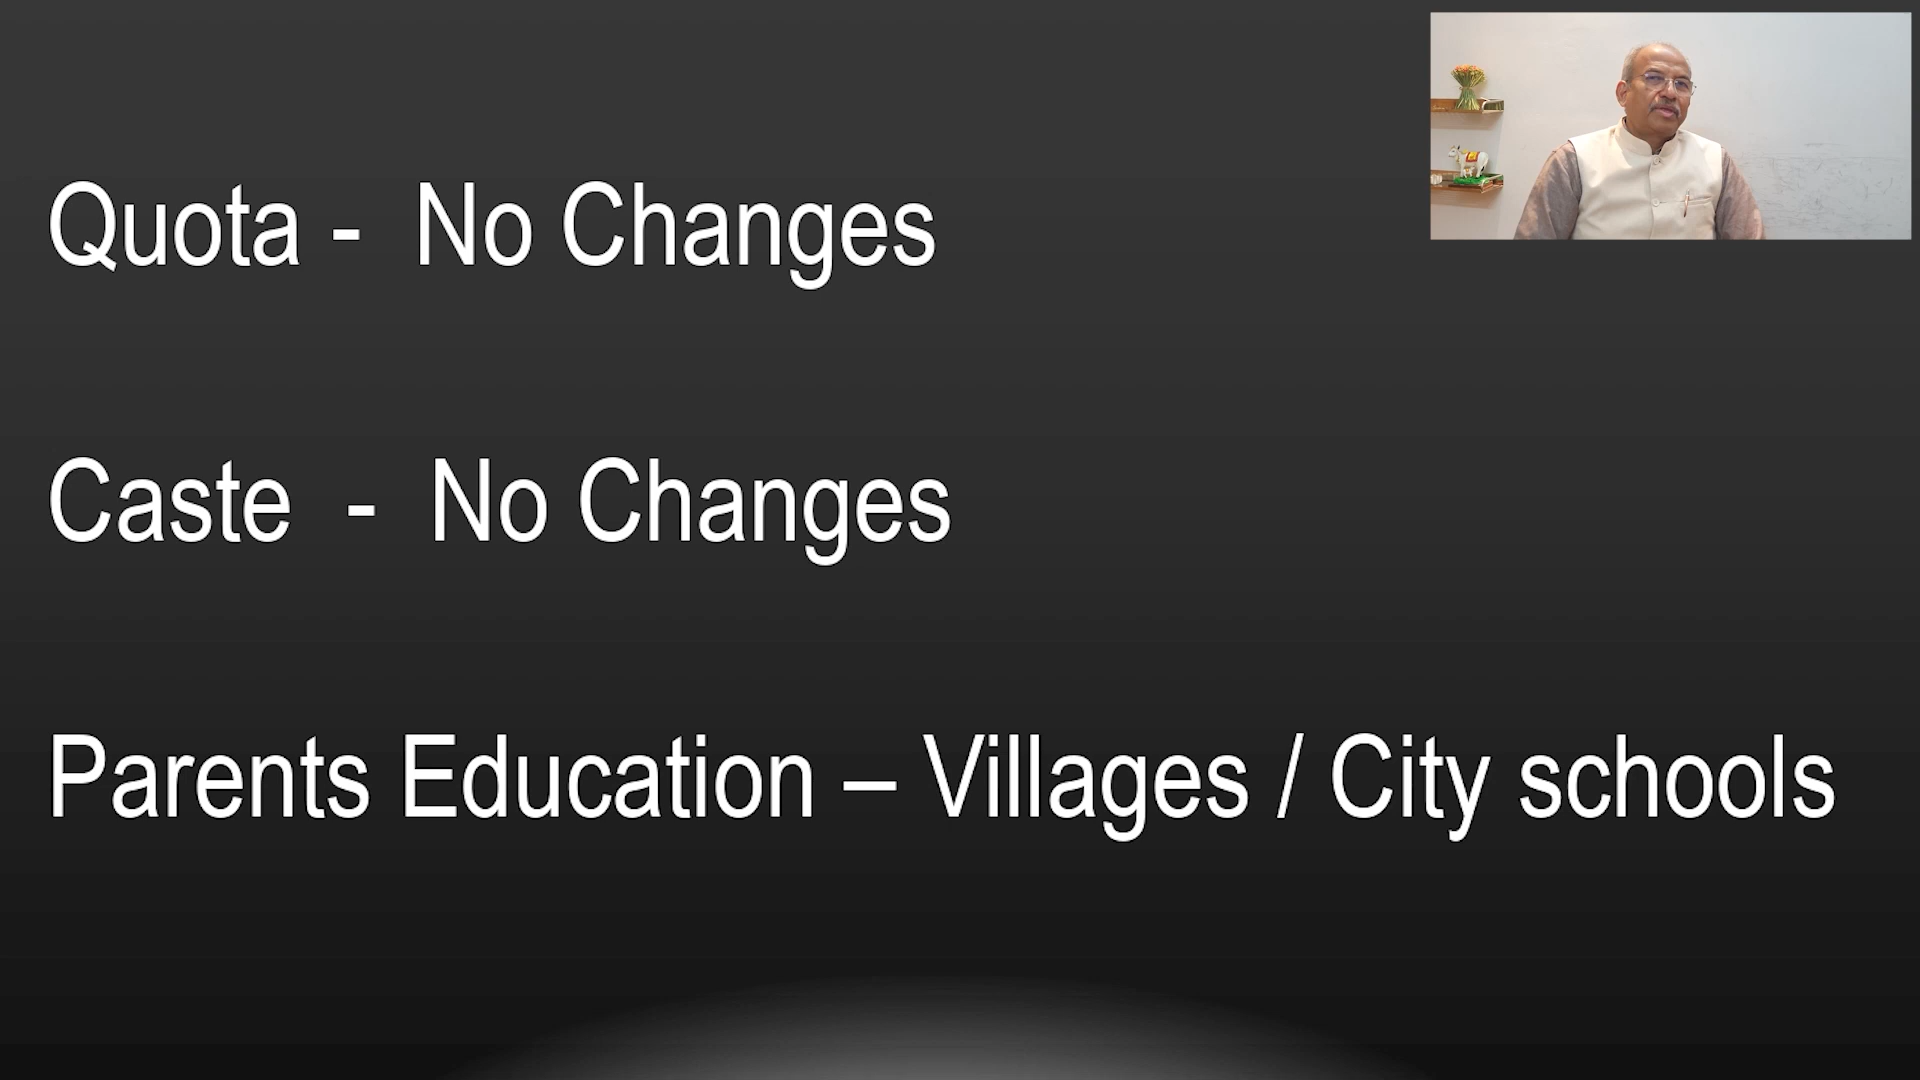 Quota - No Changes
Caste - No Changes
Parents Education – Villages / City schools